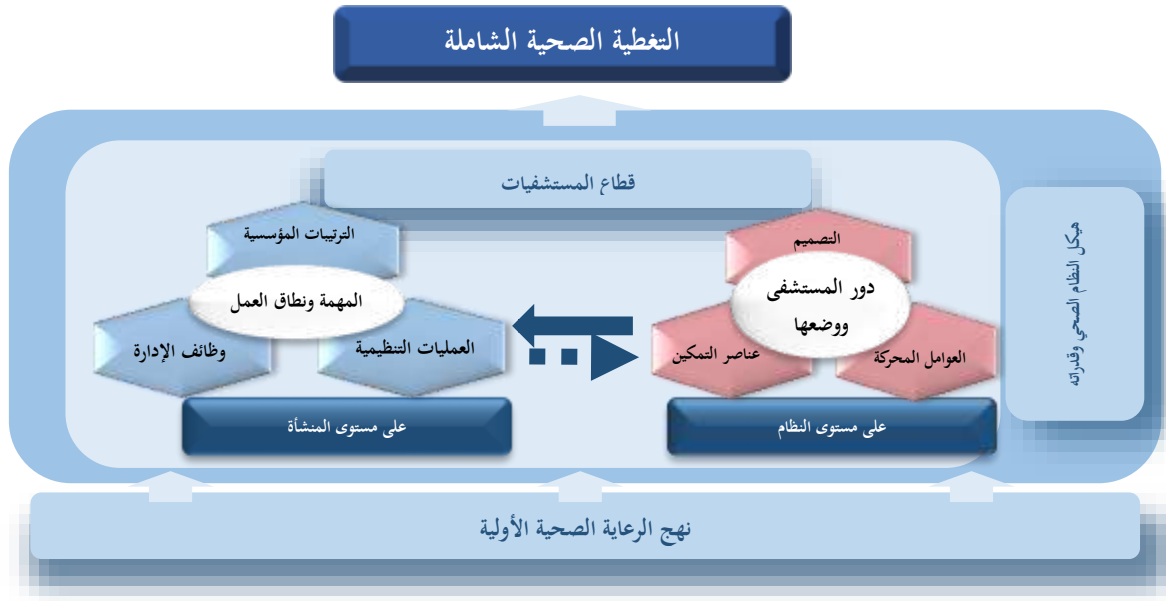 التغطية الصحية الشاملة
قطاع المستشفيات
هيكل النظام الصحي وقدراته
التصميم
دور المستشفى
ووضعها
العوامل المحركة
عناصر التمكين
على مستوى النظام
الترتيبات المؤسسية
المهمة ونطاق العمل
العمليات التنظيمية
وظائف الإدارة
على مستوى المنشأة
نهج الرعاية الصحية الأولية